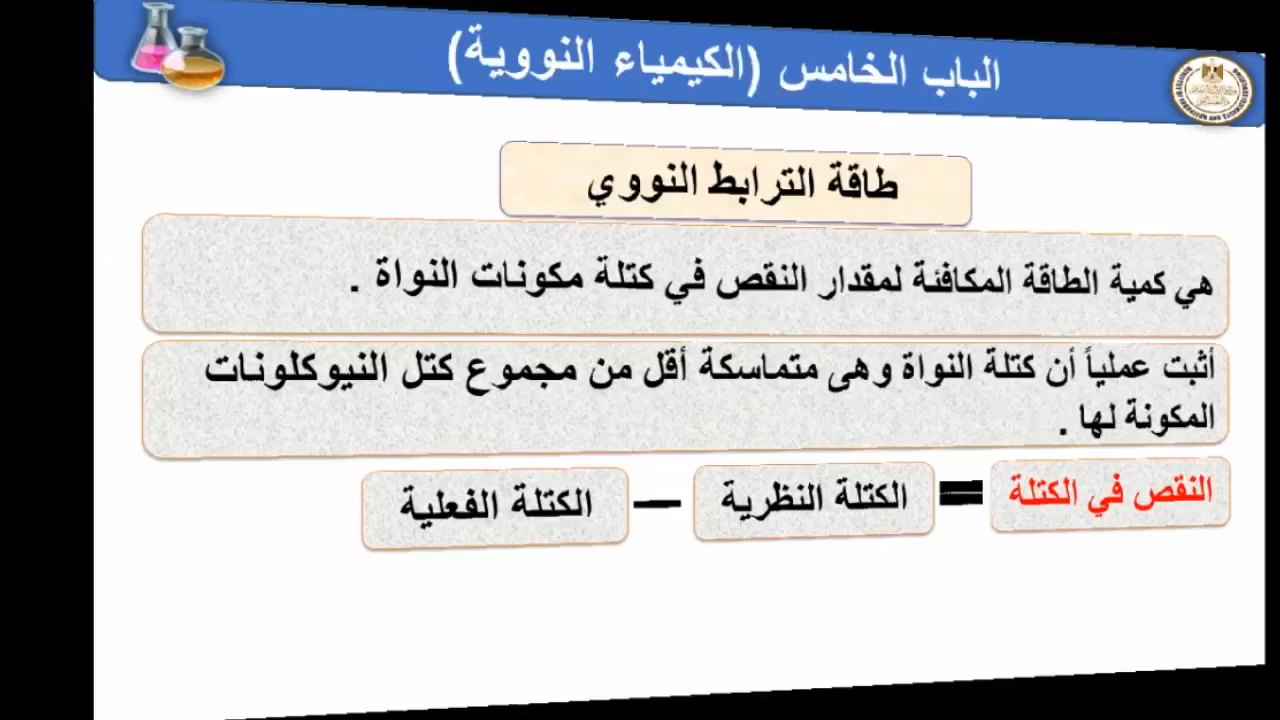 الباب الخامس (الكيمياء النووية)
طاقة الترابط النووي
هي كمية الطاقة المكافئة لمقدار النقص في كتلة مكونات النواة .
أثبت عملياً أن كتلة النواة وهى متماسكة أقل من مجموع كتل النيوكلونات
المكونة لها .
النقص في الكتلة = الكتلة النظرية — الكتلة الفعلية